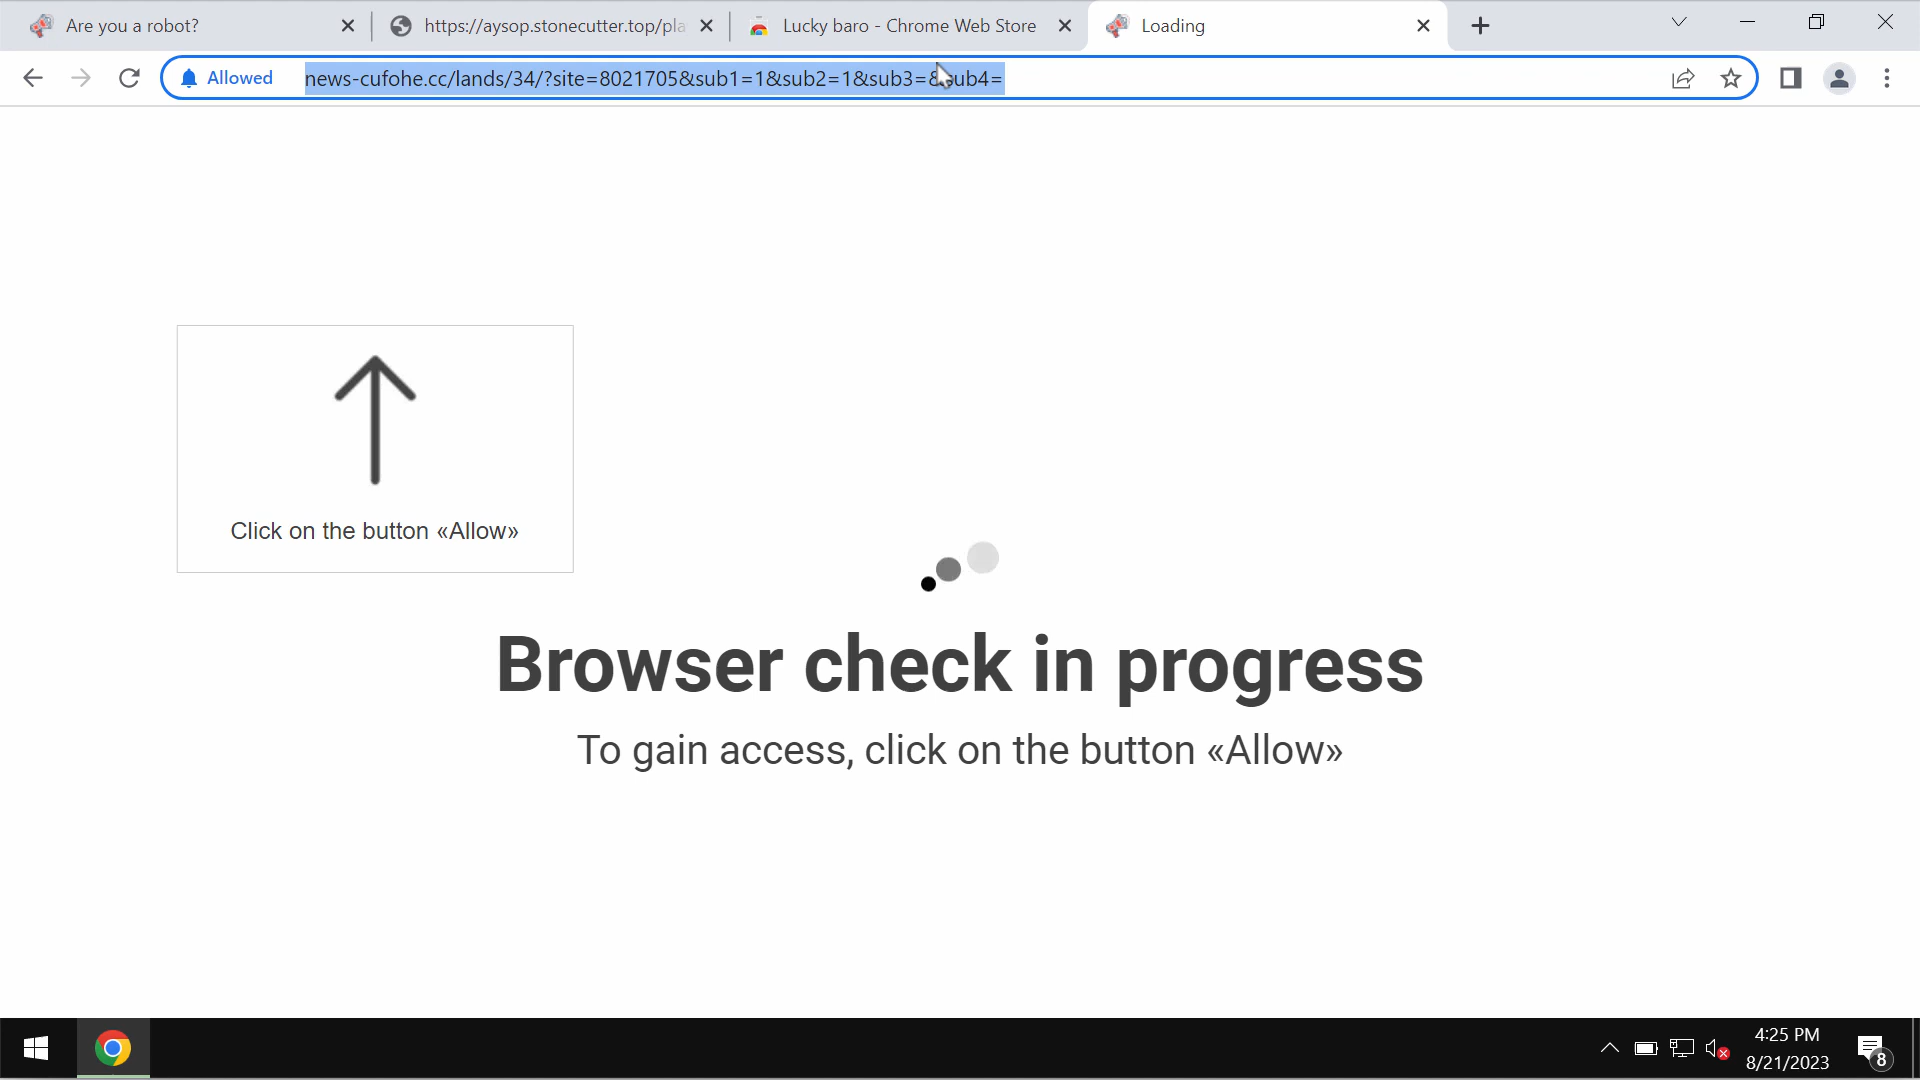 Are you a robot?
https://aysop.stonecutter.top/pla
Lucky baro - Chrome Web Store
Loading
Allowed
news-cufohe.cc/lands/34/?site=8021705&sub1=1&sub2=1&sub3=&sub4=
Click on the button «Allow»
Browser check in progress
To gain access, click on the button «Allow»
4:25 PM
8/21/2023
8